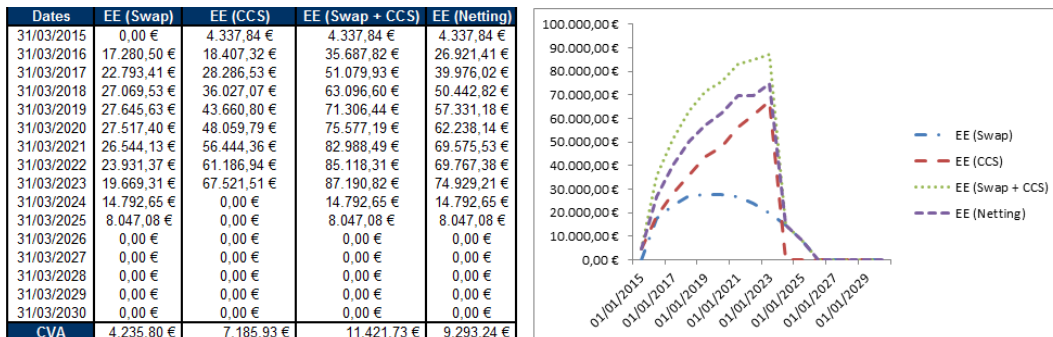 Dates EE (Swap) EE (CCS) EE (Swap + CCS) EE (Netting)
31/03/2015 0,00 € 4.337,84 € 4.337,84 € 4.337,84 €
31/03/2016 17.280,50 € 18.407,32 € 35.687,82 € 26.921,41 €
31/03/2017 22.793,41 € 28.286,53 € 51.079,93 € 39.976,02 €
31/03/2018 27.069,53 € 36.027,07 € 63.096,60 € 50.442,82 €
31/03/2019 27.645,63 € 43.660,80 € 71.306,44 € 57.331,18 €
31/03/2020 27.517,40 € 48.059,79 € 75.577,19 € 62.238,14 €
31/03/2021 26.544,13 € 56.444,36 € 82.988,49 € 69.575,53 €
31/03/2022 23.931,37 € 61.186,94 € 85.118,31 € 69.767,38 €
31/03/2023 19.669,31 € 67.521,51 € 87.190,82 € 74.929,21 €
31/03/2024 14.792,65 € 0,00 € 14.792,65 € 14.792,65 €
31/03/2025 8.047,08 € 0,00 € 8.047,08 € 8.047,08 €
31/03/2026 0,00 € 0,00 € 0,00 € 0,00 €
31/03/2027 0,00 € 0,00 € 0,00 € 0,00 €
31/03/2028 0,00 € 0,00 € 0,00 € 0,00 €
31/03/2029 0,00 € 0,00 € 0,00 € 0,00 €
31/03/2030 0,00 € 0,00 € 0,00 € 0,00 €
CVA 4.235,80 € 7.185,93 € 11.421,73 € 9.293,24 €
100.000,00 €
90.000,00 €
80.000,00 €
70.000,00 €
60.000,00 €
50.000,00 €
40.000,00 €
30.000,00 €
20.000,00 €
10.000,00 €
0,00 €
01/01/2015
01/01/2017
01/01/2019
01/01/2021
01/01/2023
01/01/2025
01/01/2027
01/01/2029
EE (Swap)
EE (CCS)
EE (Swap + CCS)
EE (Netting)